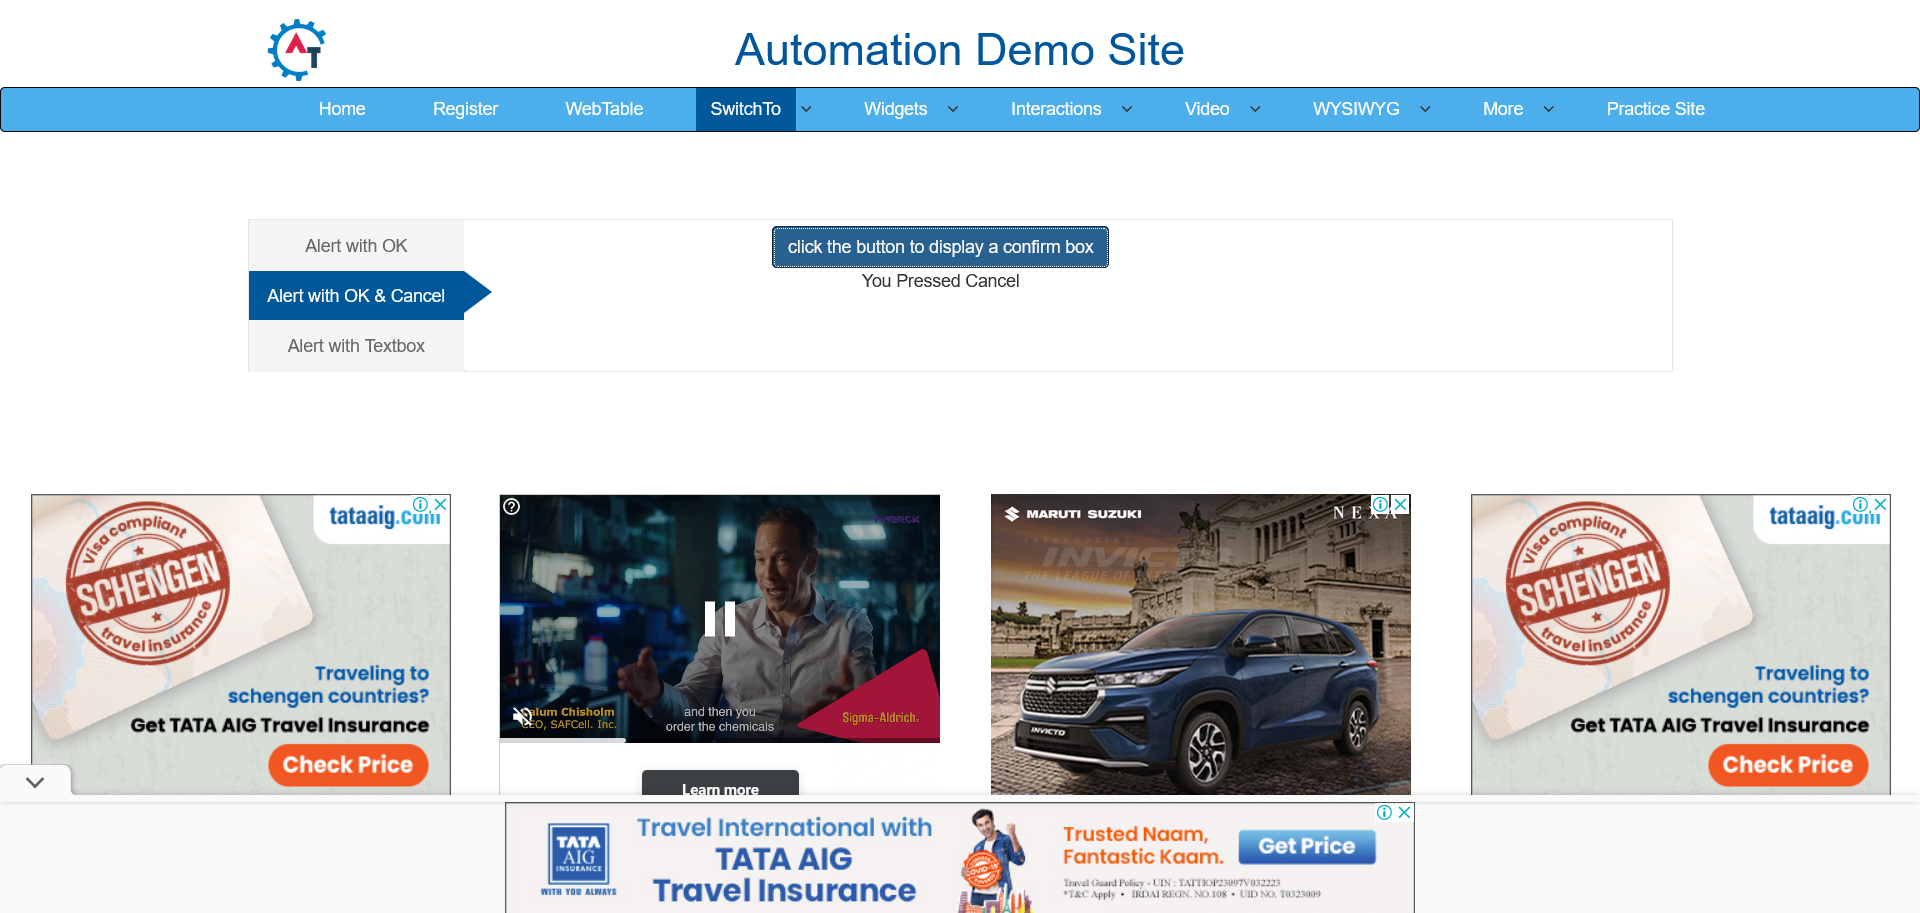 AT
Automation Demo Site
Home Register WebTable SwitchTo Widgets Interactions Video WYSIWYG More Practice Site
Alert with OK
Alert with OK & Cancel
Alert with Textbox
click the button to display a confirm box
You Pressed Cancel
tataaig.com
Visa compliant
SCHENGEN
travel insurance
Traveling to
schengen countries?
Get TATA AIG Travel Insurance
Check Price
MERCK
alum Chisholm
CEO, SAFCell. Inc.
and then you
order the chemicals
Sigma-Aldrich.
Learn more
MARUTI SUZUKI
NEXA
INTRODUCING
INVICTO
THE LEAGUE OF
INVICTO
tataaig.com
Visa compliant
SCHENGEN
travel insurance
Traveling to
schengen countries?
Get TATA AIG Travel Insurance
Check Price
TATA
AIG
INSURANCE
WITH YOU ALWAYS
Travel International with
TATA AIG
Travel Insurance
COVID-19
Trusted Naam,
Fantastic Kaam.
Get Price
Travel Guard Policy - UIN : TATTIOP23097V032223
*T&C Apply • IRDAI REGN. NO.108 • UID NO. T0323009